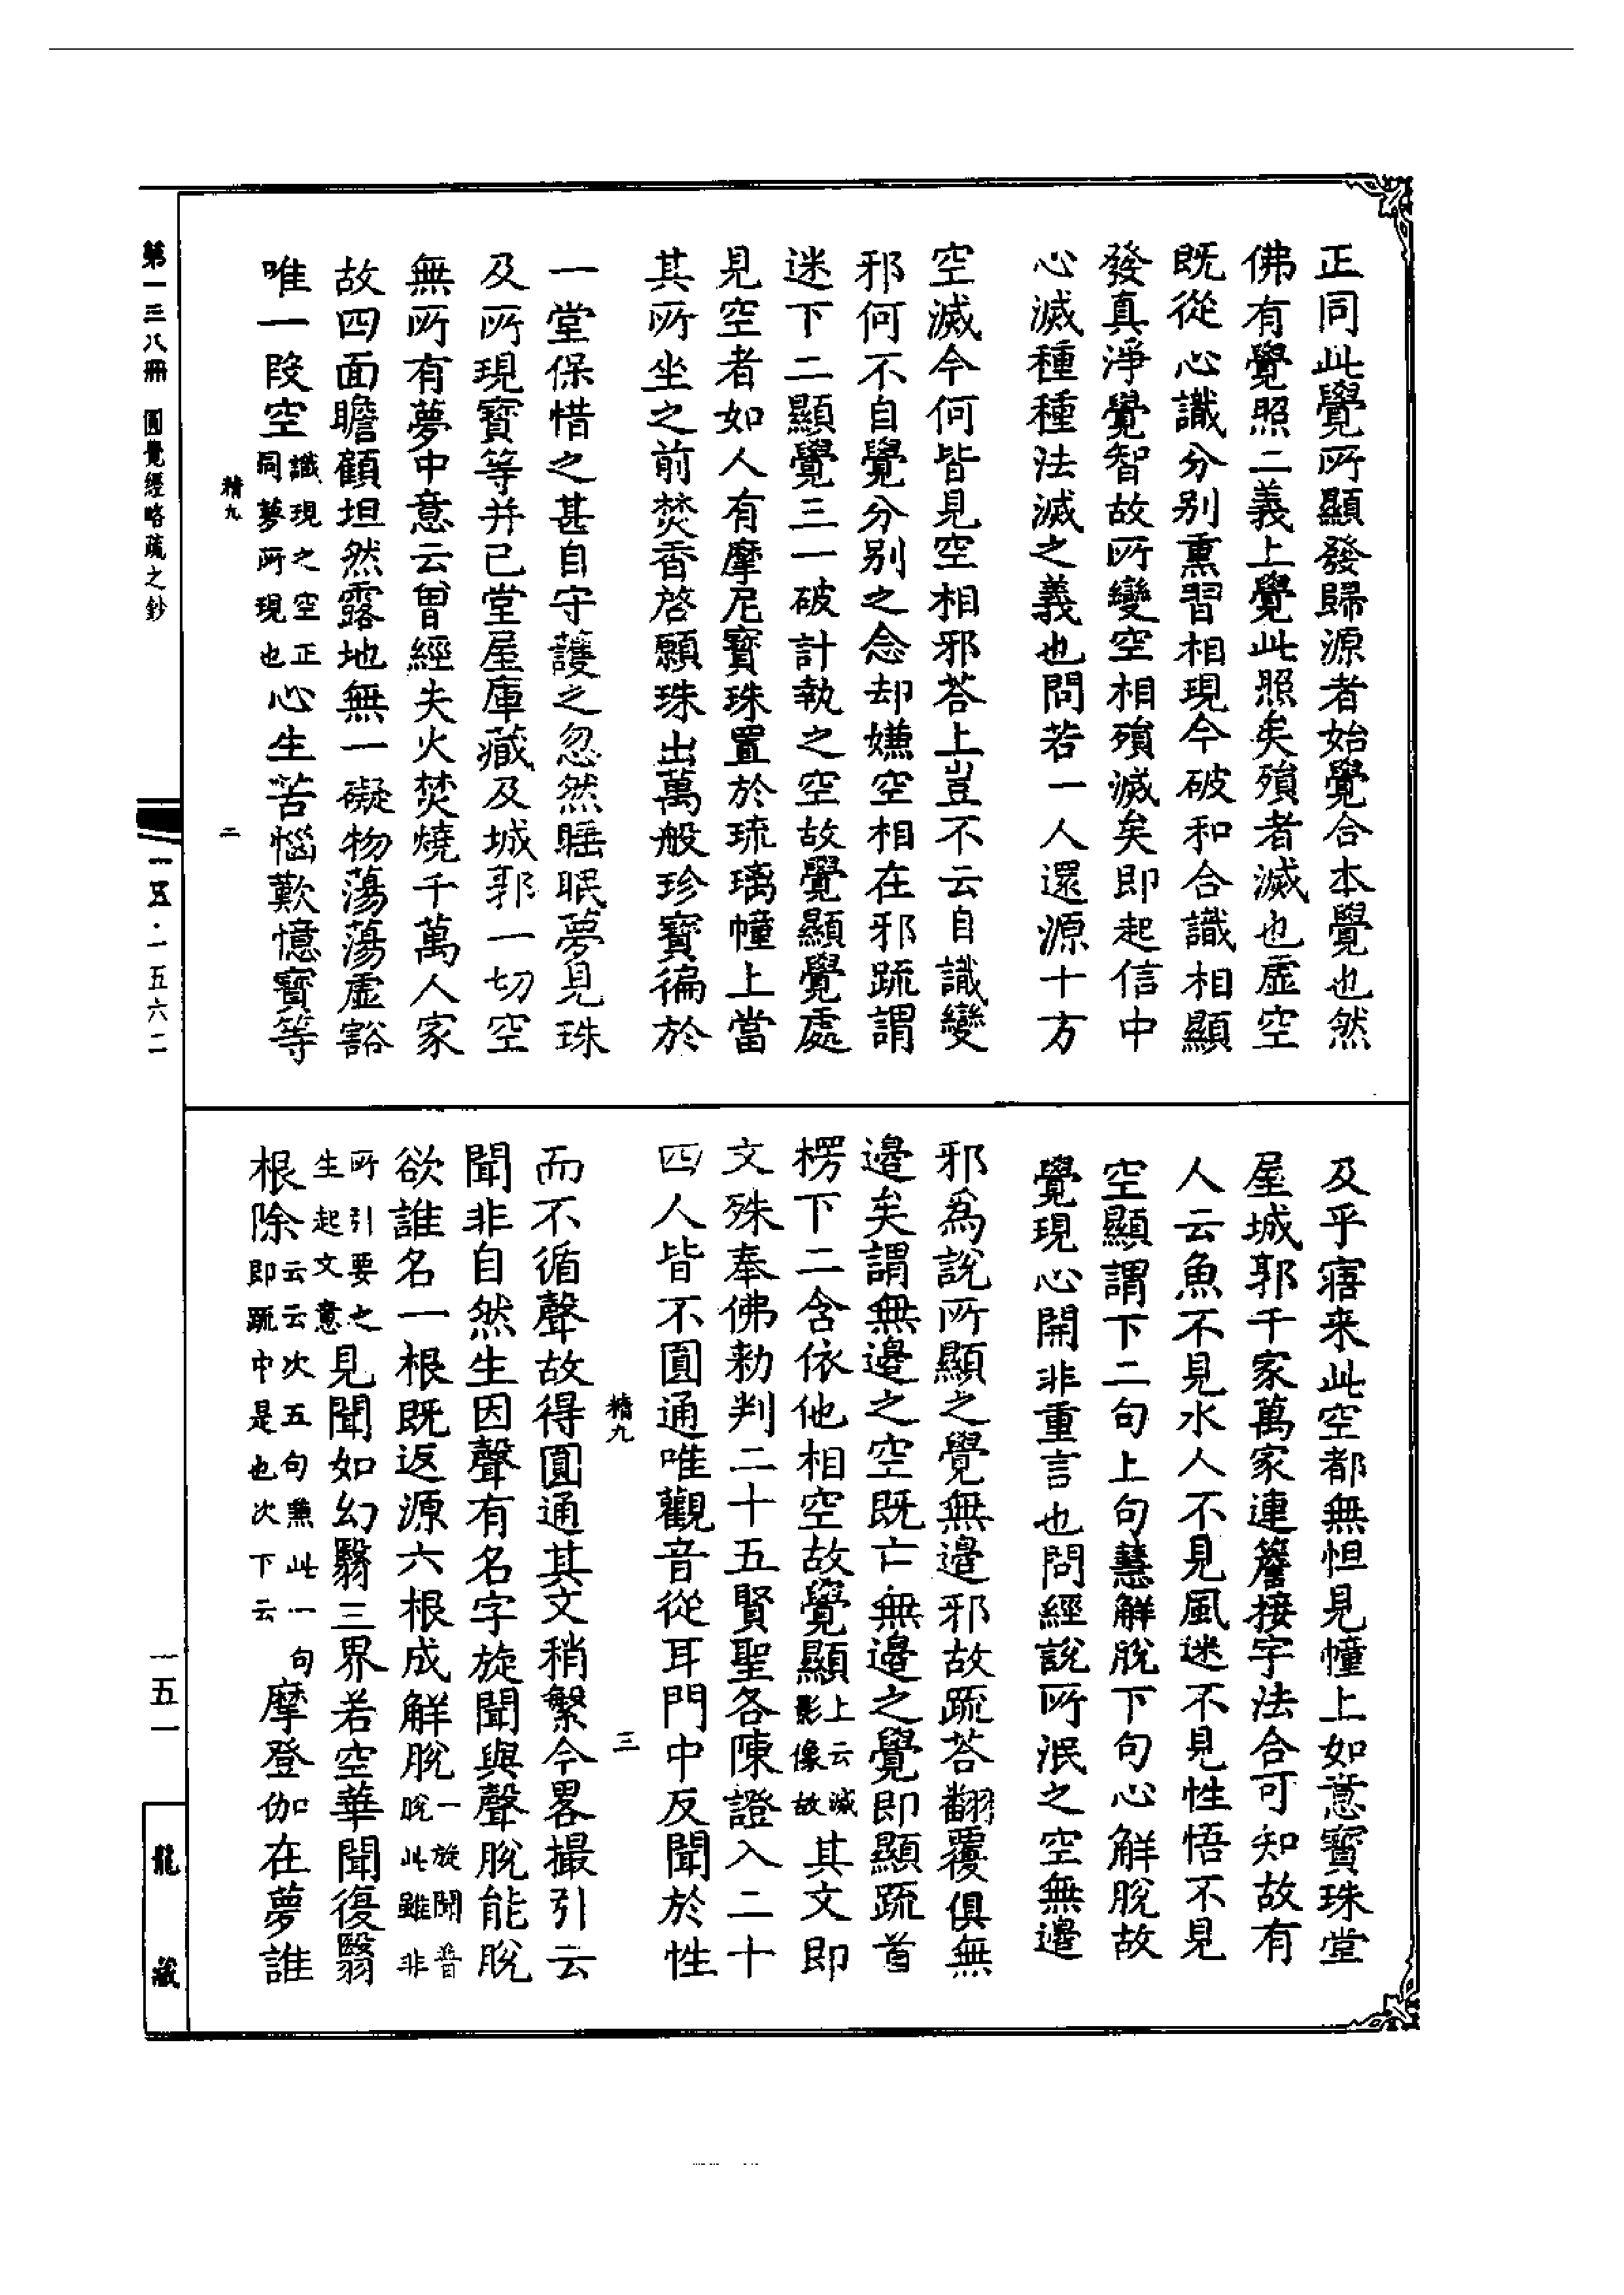 正同此覺所顯發歸源者始覺合本覺也然
佛有覺照二義上覺此照矣殞者滅也虛空
既從心識分別熏習相現今破和合識相顯
發真淨覺智故所變空相殞滅矣即起信中
心滅種種法滅之義也問若一人還源十方
空滅今何皆見空相邪荅上豈不云自識變
邪何不自覺分別之念却嫌空相在邪疏謂
迷下二顯覺三一破計執之空故覺顯覺處
見空者如人有摩尼寶珠置於琉璃幢上當
其所坐之前焚香啓願珠出萬般珍寶徧於
一堂保惜之甚自守護之忽然睡眠夢見珠
及所現寶等并已堂屋庫藏及城郭一切空
無所有夢中意云曾經失火焚燒千萬人家
故四面瞻顧坦然露地無一礙物蕩蕩虛豁
唯一段空識現之空正同夢所現也心生苦惱歎憶寶等
精九
二
及乎寤来此空都無怛見幢上如意寶珠堂
屋城郭千家萬家連簷接宇法合可知故有
人云魚不見水人不見風迷不見性悟不見
空顯謂下二句上句慧解脫下句心解脫故
覺現心開非重言也問經說所泯之空無邊
邪為說所顯之覺無邊邪故疏荅翻覆俱無
邊矣謂無邊之空既亡無邊之覺即顯疏首
楞下二含依他相空故覺顯上云滅影像故其文即
文殊奉佛勑判二十五賢聖各陳證入二十
四人皆不圓通唯觀音從耳門中反聞於性
精九
三
而不循聲故得圓通其文稍繁今畧撮引云
聞非自然生因聲有名字旋聞與聲脫能脫
欲誰名一根既返源六根成解脫一旋聞音脫此雖非
所引要之生起文意見聞如幻翳三界若空華聞復翳
根除云云次五句兼此一句即疏中是也次下云摩登伽在夢誰
第一三八冊 圓覺經略疏之鈔
一五·一五六二
一五一
龍藏